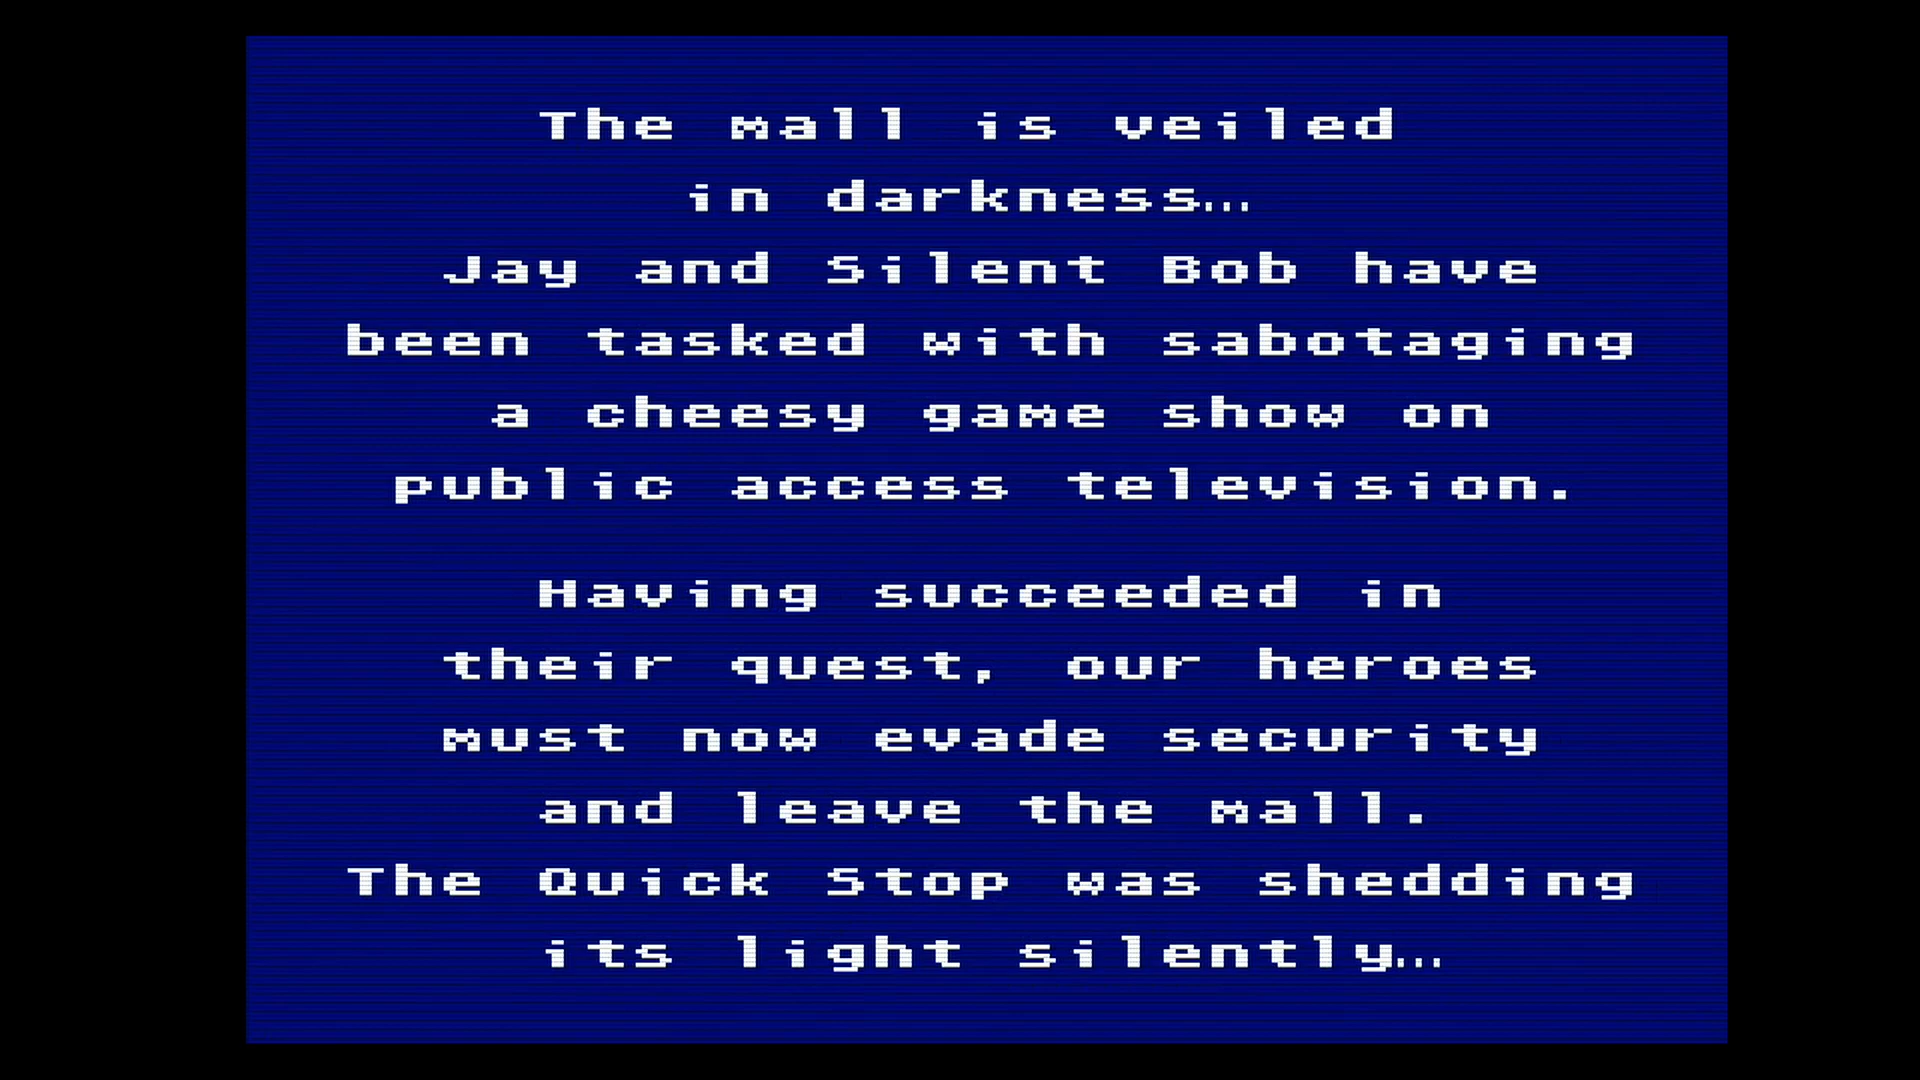 The mall is veiled
in darkness...
Jay and Silent Bob have
been tasked with sabotaging
a cheesy game show on
public access television.
Having succeeded in
their quest, our heroes
must now evade security
and leave the mall.
The Quick Stop was shedding
its light silently...